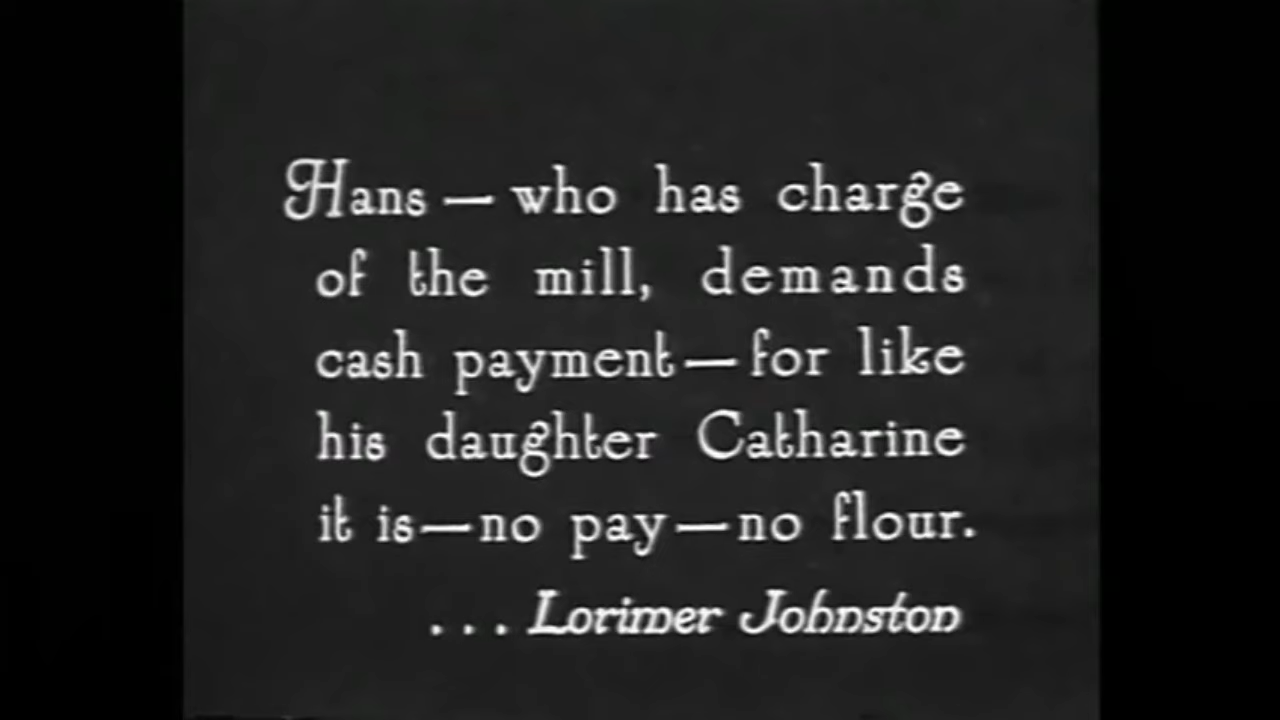 Hans — who has charge
of the mill, demands
cash payment — for like
his daughter Catharine
it is — no pay — no flour.
... Lorimer Johnston